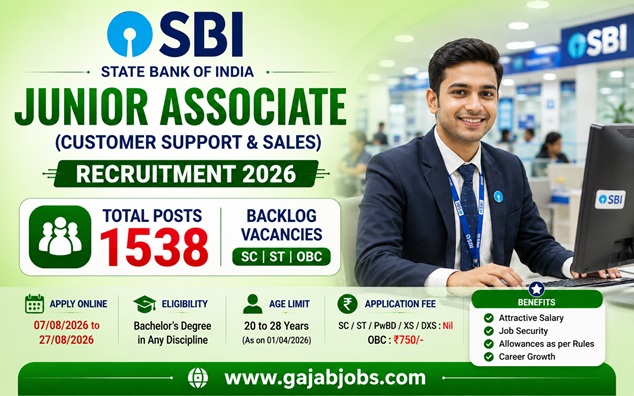 SBI
STATE BANK OF INDIA
JUNIOR ASSOCIATE
(CUSTOMER SUPPORT & SALES)
RECRUITMENT 2026
TOTAL POSTS
1538
BACKLOG
VACANCIES
SC | ST | OBC
SBI
SBI
APPLY ONLINE
07/08/2026 to
27/08/2026
ELIGIBILITY
Bachelor's Degree
in Any Discipline
AGE LIMIT
20 to 28 Years
(As on 01/04/2026)
APPLICATION FEE
SC / ST / PwBD / XS / DXS : Nil
OBC : ₹750/-
BENEFITS
Attractive Salary
Job Security
Allowances as per Rules
Career Growth
www.gajabjobs.com